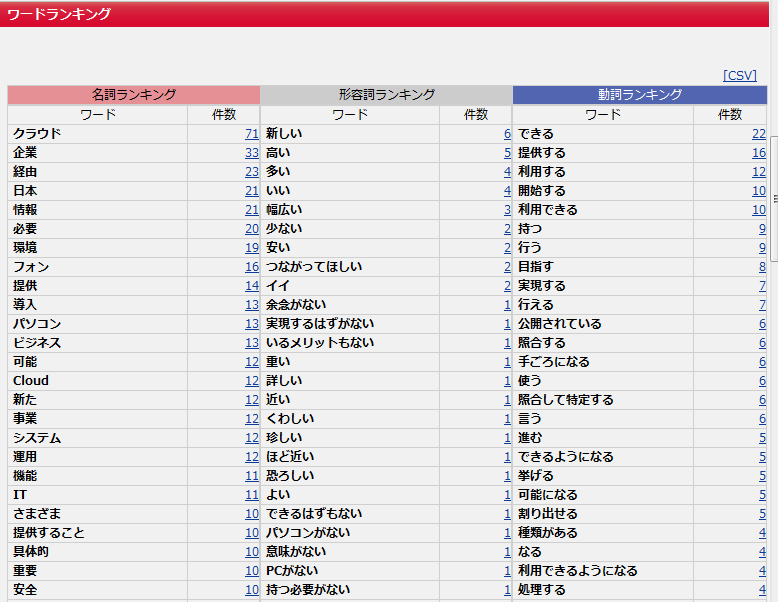 ワードランキング
[CSV]
名詞ランキング 形容詞ランキング 動詞ランキング
ワード 件数 ワード 件数 ワード 件数
クラウド 71 新しい 6 できる 22
企業 33 高い 5 提供する 16
経由 23 多い 4 利用する 12
日本 21 いい 4 開始する 10
情報 21 幅広い 3 利用できる 10
必要 20 少ない 2 持つ 9
環境 19 安い 2 行う 9
フォン 16 つながってほしい 2 目指す 8
提供 14 イイ 2 実現する 7
導入 13 余念がない 1 行える 7
パソコン 13 実現するはずがない 1 公開されている 6
ビジネス 13 いるメリットもない 1 照合する 6
可能 12 重い 1 手ごろになる 6
Cloud 12 詳しい 1 使う 6
新た 12 近い 1 照合して特定する 6
事業 12 くわしい 1 言う 6
システム 12 珍しい 1 進む 5
運用 12 ほど近い 1 できるようになる 5
機能 11 恐ろしい 1 挙げる 5
IT 11 よい 1 可能になる 5
さまざま 10 できるはずもない 1 割り出せる 5
提供すること 10 パソコンがない 1 種類がある 4
具体的 10 意味がない 1 なる 4
重要 10 PCがない 1 利用できるようになる 4
安全 10 持つ必要がない 1 処理する 4